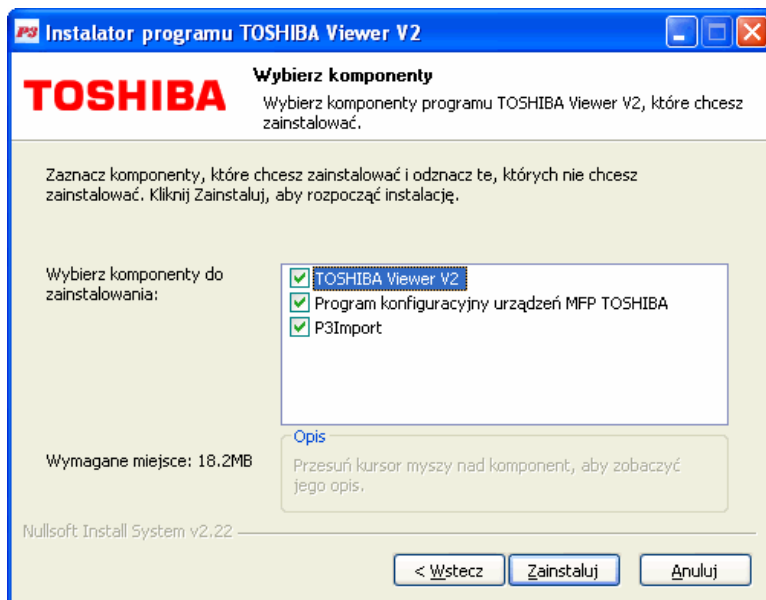 P3 Instalator programu TOSHIBA Viewer V2
TOSHIBA
Wybierz komponenty
Wybierz komponenty programu TOSHIBA Viewer V2, które chcesz
zainstalować.
Zaznacz komponenty, które chcesz zainstalować i odznacz te, których nie chcesz
zainstalować. Kliknij Zainstaluj, aby rozpocząć instalację.
Wybierz komponenty do
zainstalowania:
TOSHIBA Viewer V2
Program konfiguracyjny urządzeń MFP TOSHIBA
P3Import
Wymagane miejsce: 18.2MB
Opis
Przesuń kursor myszy nad komponent, aby zobaczyć
jego opis.
Nullsoft Install System v2.22
< Wstecz
Zainstaluj
Anuluj